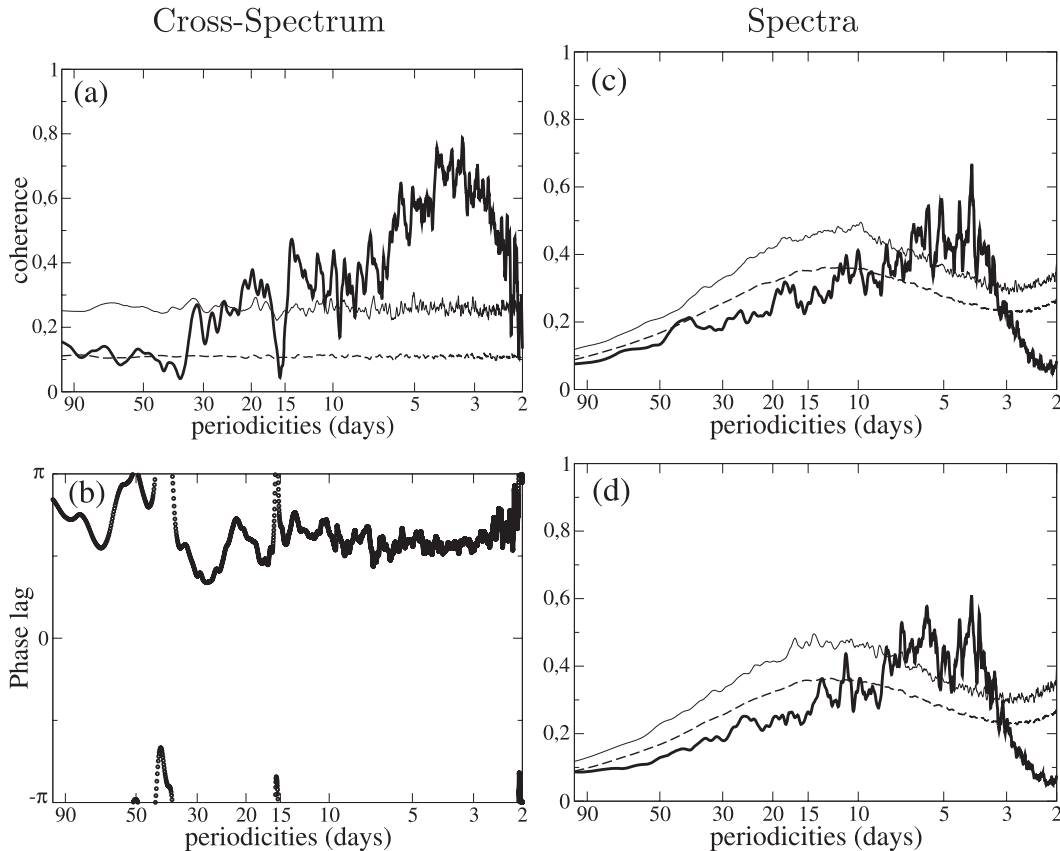 Cross-Spectrum
Spectra
(a)
1
0,8
0,6
0,4
0,2
0
coherence
90 50 30 20 15 10 5 3 2
periodicities (days)
(c)
1
0,8
0,6
0,4
0,2
0
90 50 30 20 15 10 5 3 2
periodicities (days)
(b)
π
0
-π
Phase lag
90 50 30 20 15 10 5 3 2
periodicities (days)
(d)
1
0,8
0,6
0,4
0,2
0
90 50 30 20 15 10 5 3 2
periodicities (days)